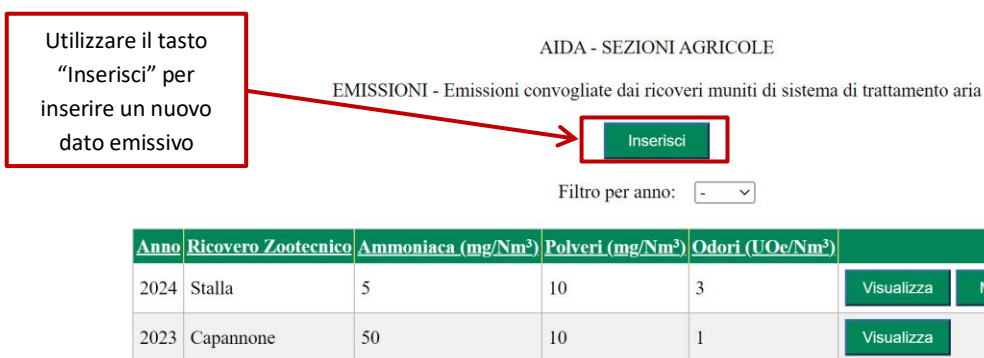 Utilizzare il tasto
“Inserisci” per
inserire un nuovo
dato emissivo
AIDA - SEZIONI AGRICOLE
EMISSIONI - Emissioni convogliate dai ricoveri muniti di sistema di trattamento aria
Inserisci
Filtro per anno: -
Anno Ricovero Zootecnico Ammoniaca (mg/Nm³) Polveri (mg/Nm³) Odori (UOe/Nm³)
2024 Stalla 5 10 3 Visualizza
2023 Capannone 50 10 1 Visualizza